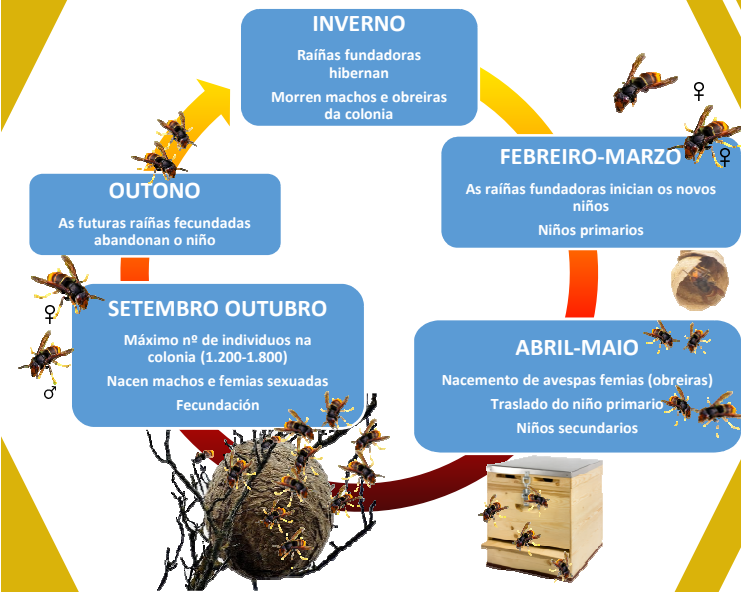 INVERNO
Raíñas fundadoras
hibernan
Morren machos e obreiras
da colonia
♀
FEBREIRO-MARZO
♀
As raíñas fundadoras inician os novos
niños
Niños primarios
OUTONO
As futuras raíñas fecundadas
abandonan o niño
SETEMBRO OUTUBRO
♀
Máximo nº de individuos na
colonia (1.200-1.800)
Nacen machos e femias sexuadas
♂
Fecundación
ABRIL-MAIO
Nacemento de avespas femias (obreiras)
Traslado do niño primario
Niños secundarios